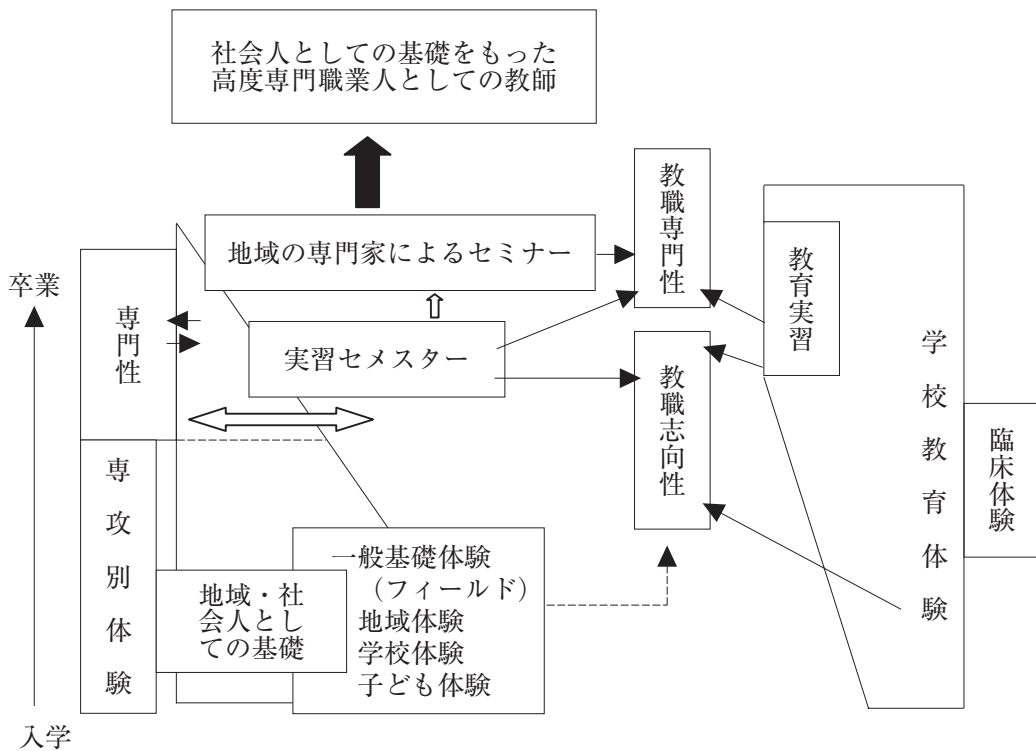 社会人としての基礎をもった
高度専門職業人としての教師
教職専門性
地域の専門家によるセミナー
教育実習
卒業
専門性
実習セメスター
教職志向性
学校教育体験
臨床体験
専攻別体験
一般基礎体験
（フィールド）
地域体験
学校体験
子ども体験
地域・社
会人とし
ての基礎
入学